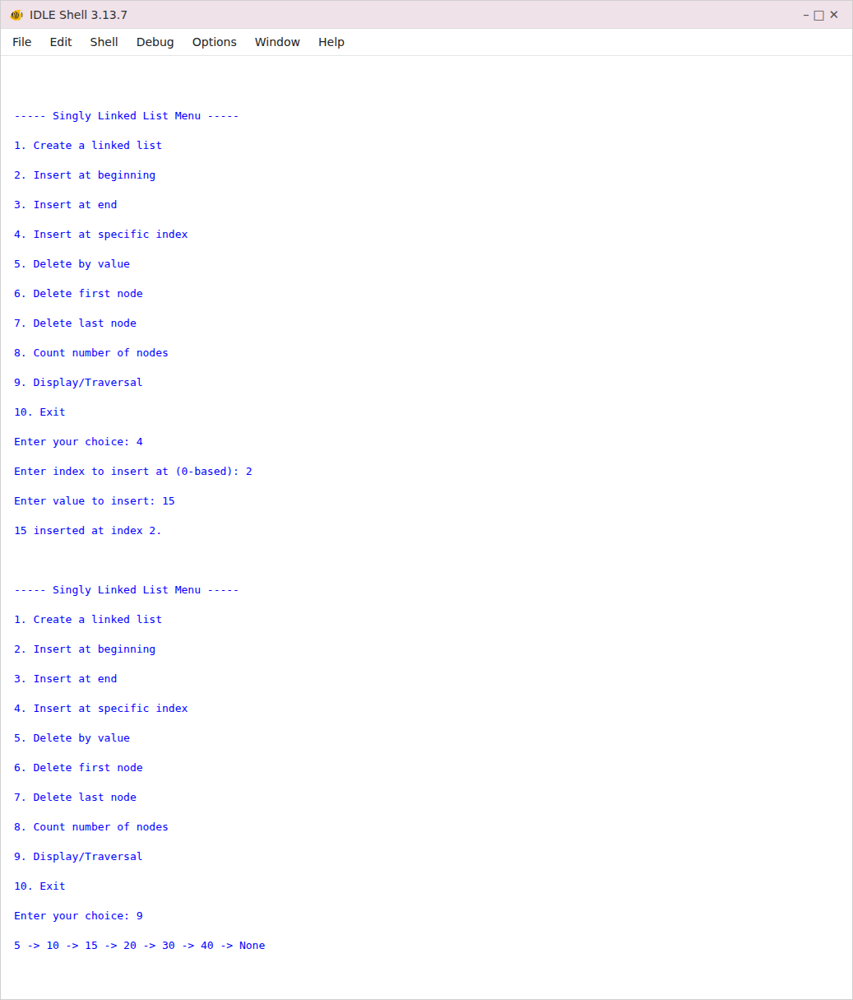 IDLE Shell 3.13.7
File Edit Shell Debug Options Window Help
----- Singly Linked List Menu -----
1. Create a linked list
2. Insert at beginning
3. Insert at end
4. Insert at specific index
5. Delete by value
6. Delete first node
7. Delete last node
8. Count number of nodes
9. Display/Traversal
10. Exit
Enter your choice: 4
Enter index to insert at (0-based): 2
Enter value to insert: 15
15 inserted at index 2.
----- Singly Linked List Menu -----
1. Create a linked list
2. Insert at beginning
3. Insert at end
4. Insert at specific index
5. Delete by value
6. Delete first node
7. Delete last node
8. Count number of nodes
9. Display/Traversal
10. Exit
Enter your choice: 9
5 -> 10 -> 15 -> 20 -> 30 -> 40 -> None